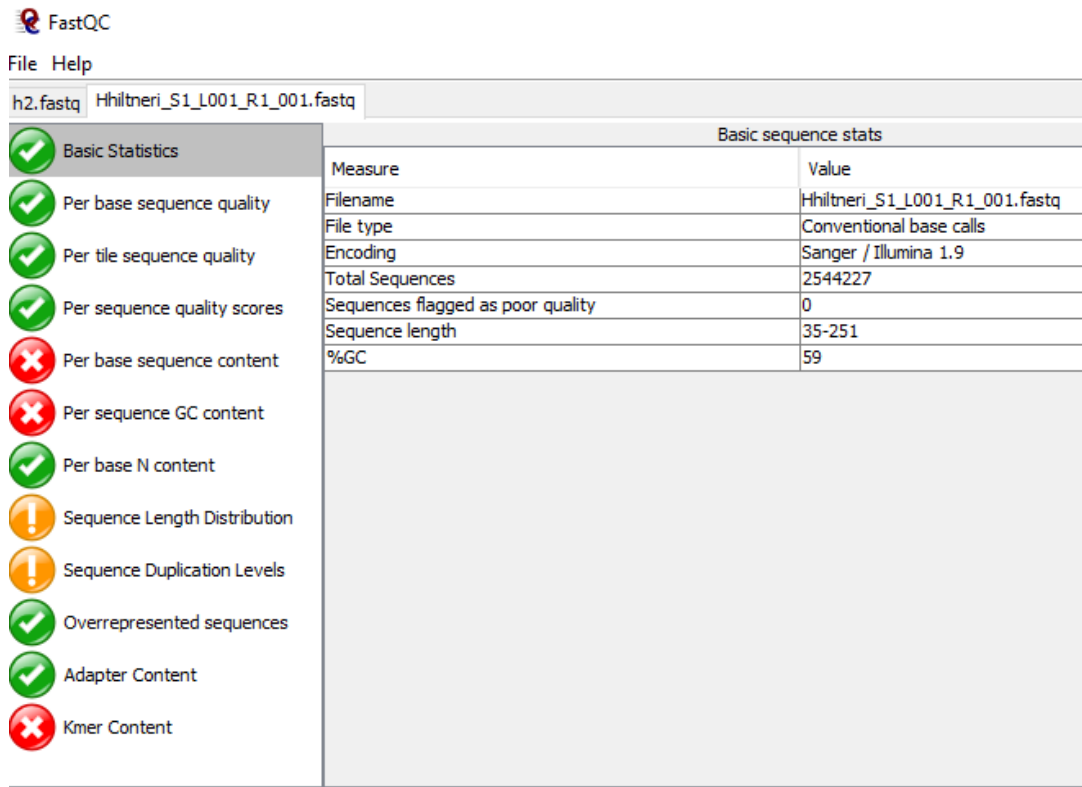 FastQC
File Help
h2.fastq Hhiltneri_S1_L001_R1_001.fastq
Basic Statistics
Per base sequence quality
Per tile sequence quality
Per sequence quality scores
Per base sequence content
Per sequence GC content
Per base N content
Sequence Length Distribution
Sequence Duplication Levels
Overrepresented sequences
Adapter Content
Kmer Content
Basic sequence stats
Measure Value
Filename Hhiltneri_S1_L001_R1_001.fastq
File type Conventional base calls
Encoding Sanger / Illumina 1.9
Total Sequences 2544227
Sequences flagged as poor quality 0
Sequence length 35-251
%GC 59